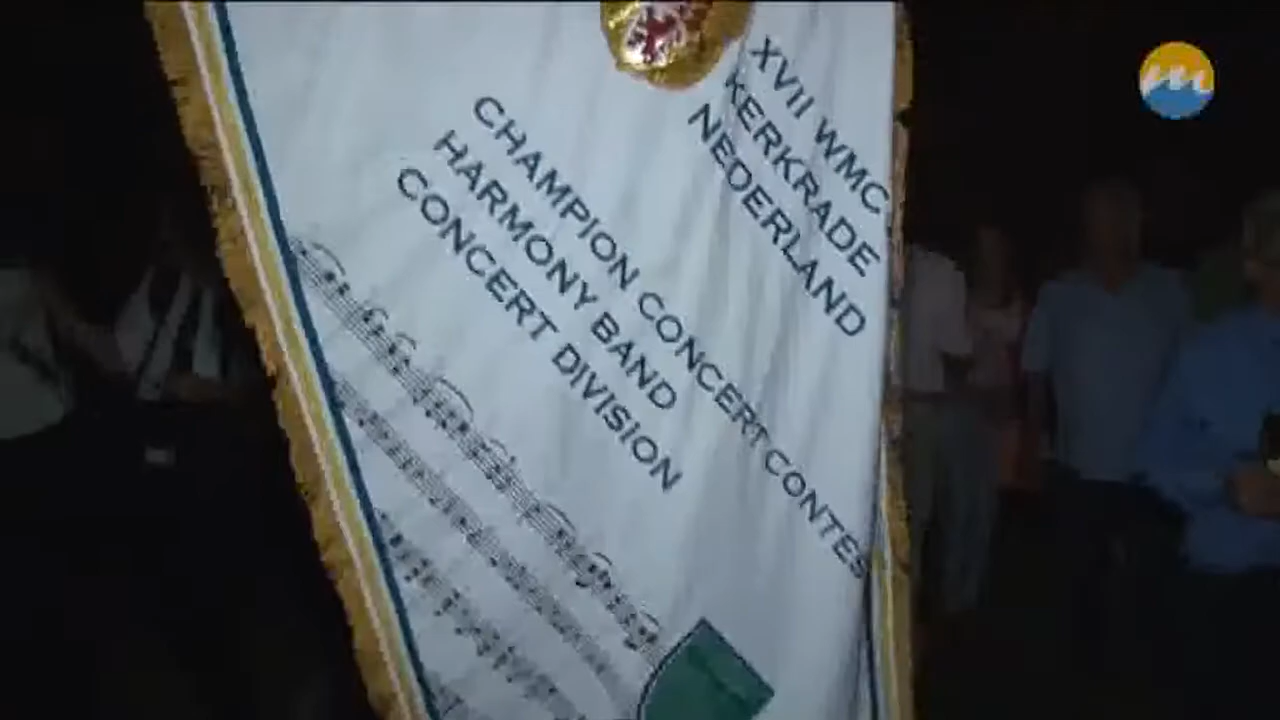 XVII WMC
KERKRADE
NEDERLAND
CHAMPION CONCERT CONTES
HARMONY BAND
CONCERT DIVISION
m